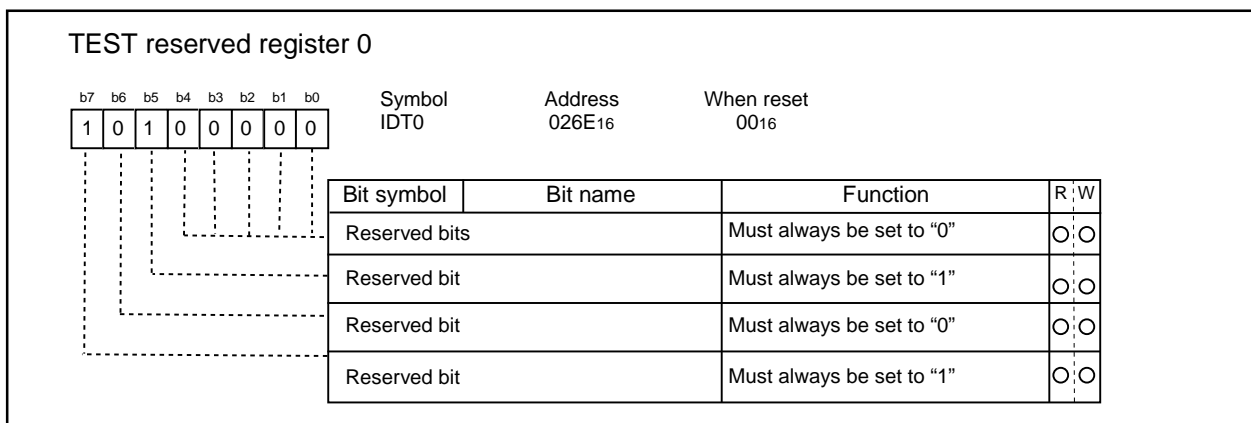 TEST reserved register 0
b7 b6 b5 b4 b3 b2 b1 b0
Symbol Address When reset
1 0 1 0 0 0 0 0
IDT0 026E16 0016
Bit symbol Bit name Function R W
Reserved bits Must always be set to “0”
Reserved bit Must always be set to “1”
Reserved bit Must always be set to “0”
Reserved bit Must always be set to “1”